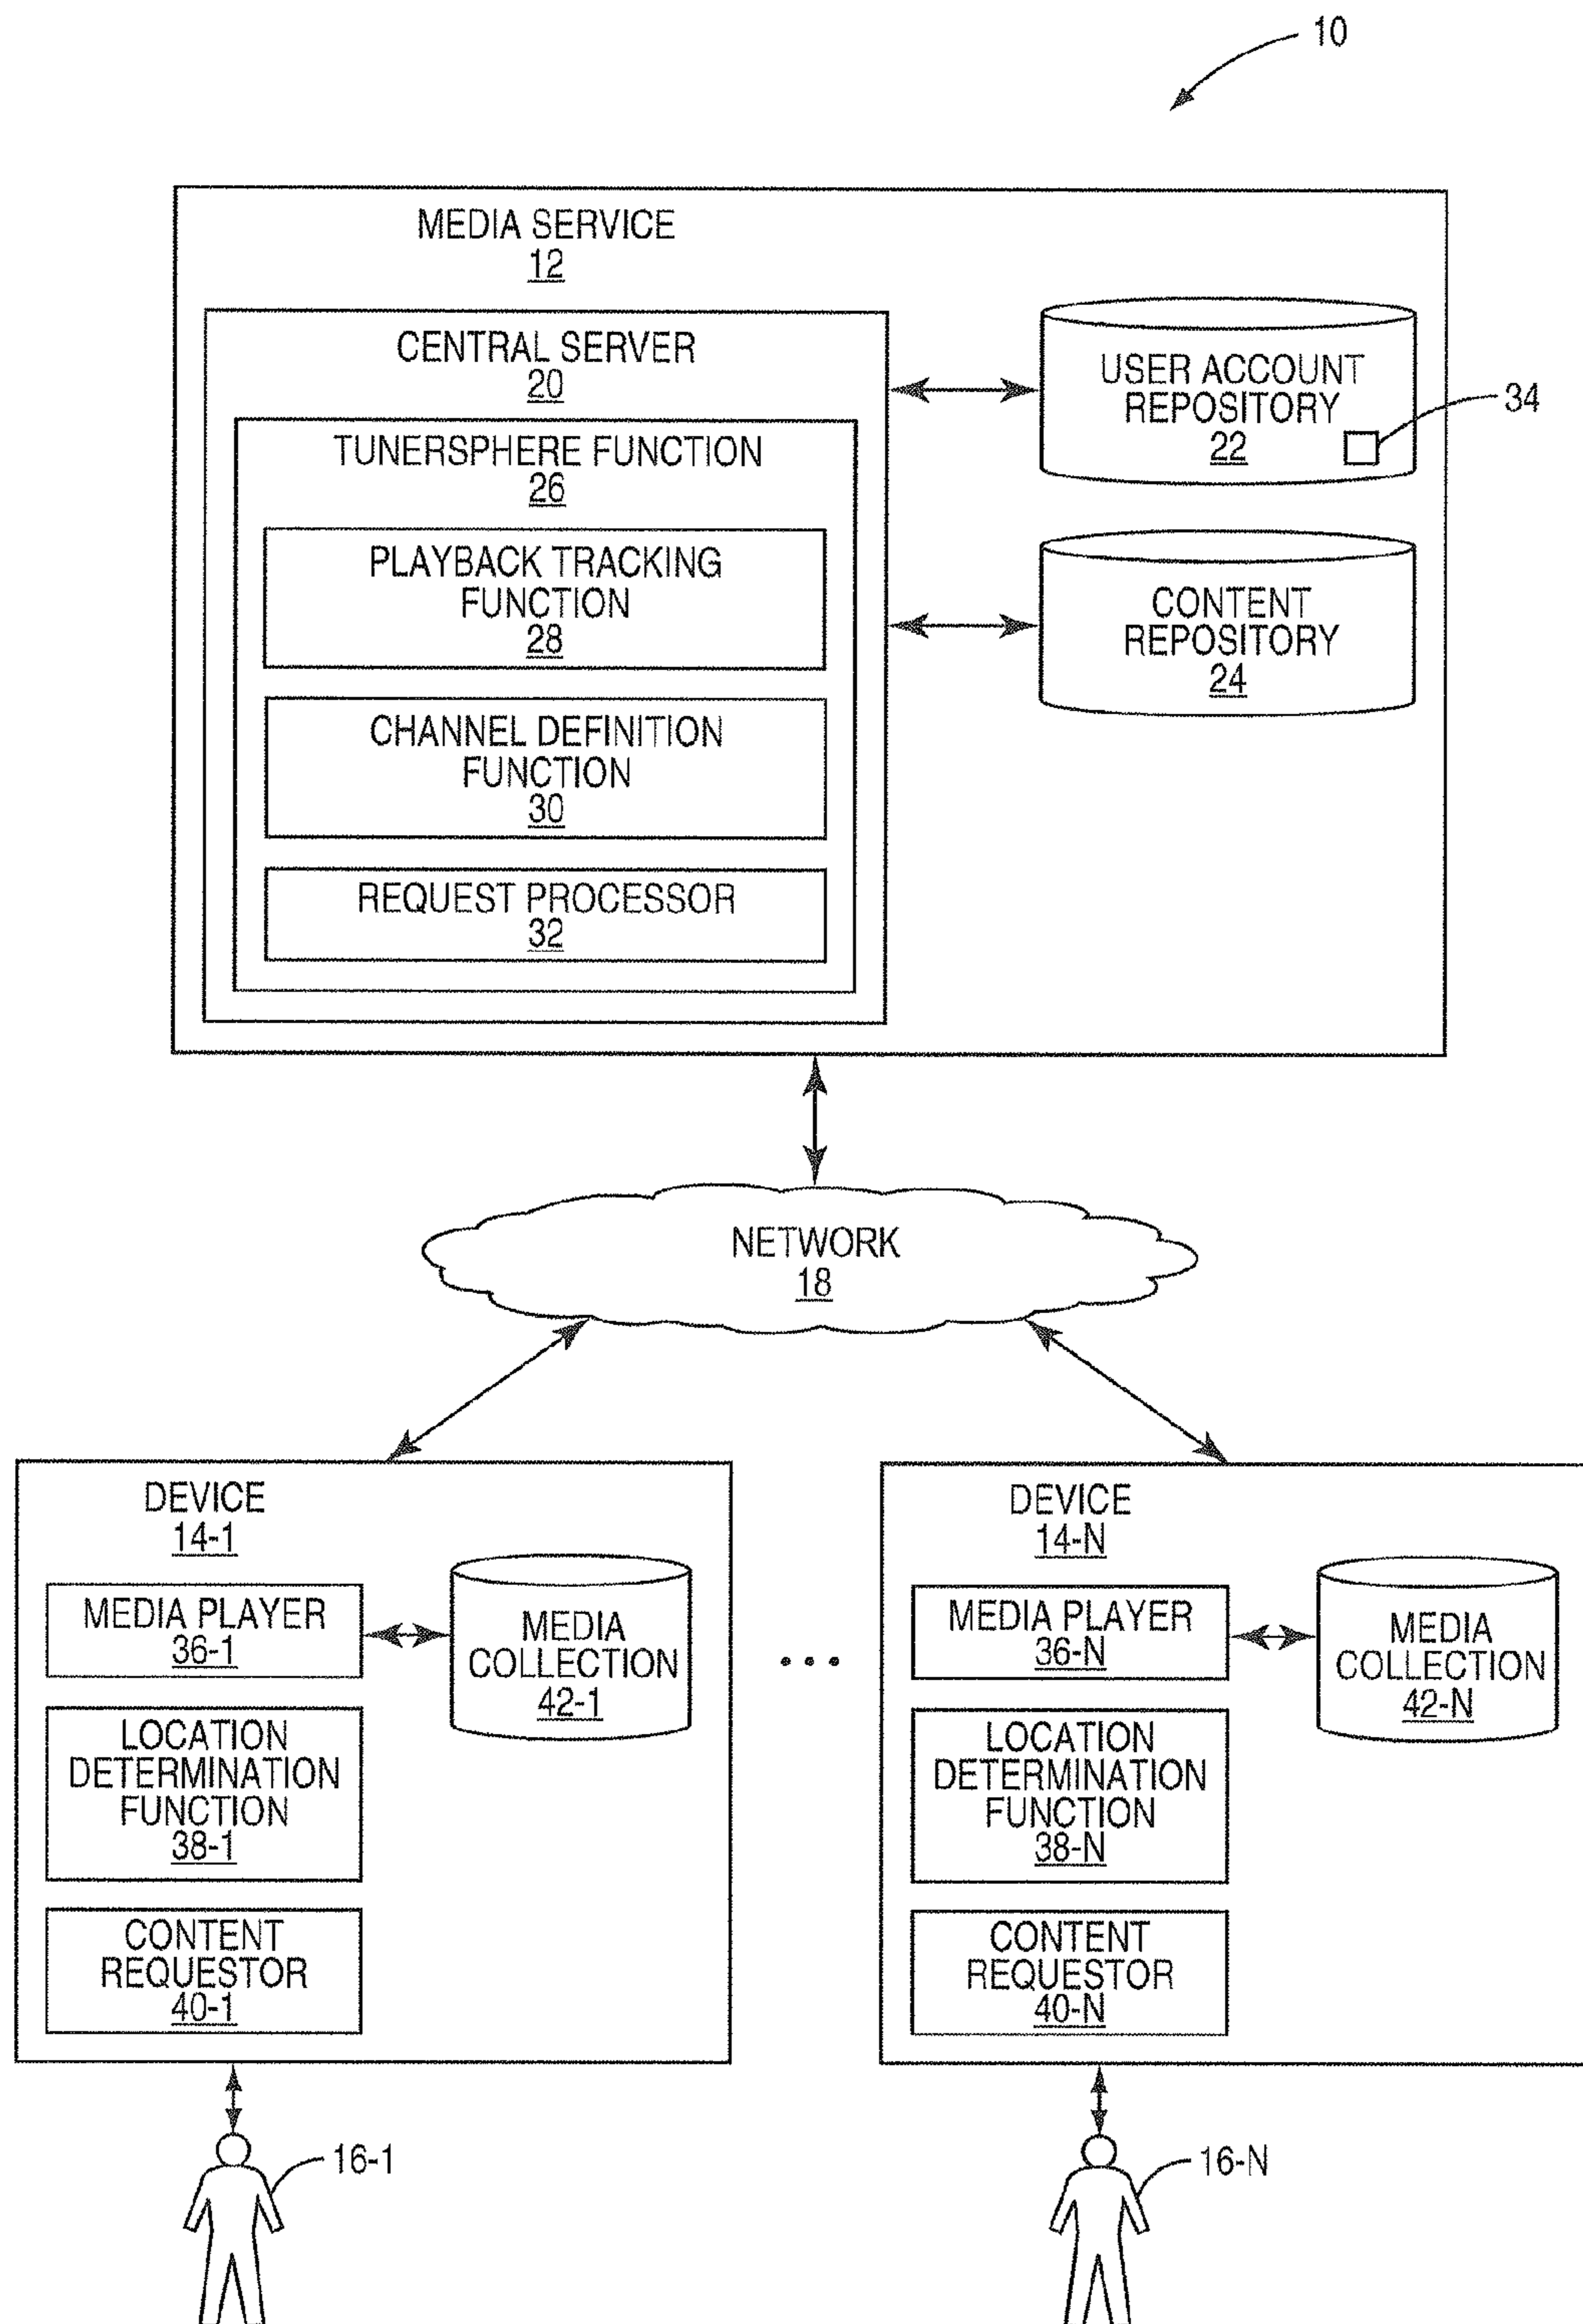 10
MEDIA SERVICE
12
CENTRAL SERVER
20
TUNERSPHERE FUNCTION
26
PLAYBACK TRACKING
FUNCTION
28
CHANNEL DEFINITION
FUNCTION
30
REQUEST PROCESSOR
32
USER ACCOUNT
REPOSITORY
22
34
CONTENT
REPOSITORY
24
NETWORK
18
DEVICE
14-1
MEDIA PLAYER
36-1
MEDIA
COLLECTION
42-1
LOCATION
DETERMINATION
FUNCTION
38-1
CONTENT
REQUESTOR
40-1
16-1
DEVICE
14-N
MEDIA PLAYER
36-N
MEDIA
COLLECTION
42-N
LOCATION
DETERMINATION
FUNCTION
38-N
CONTENT
REQUESTOR
40-N
16-N